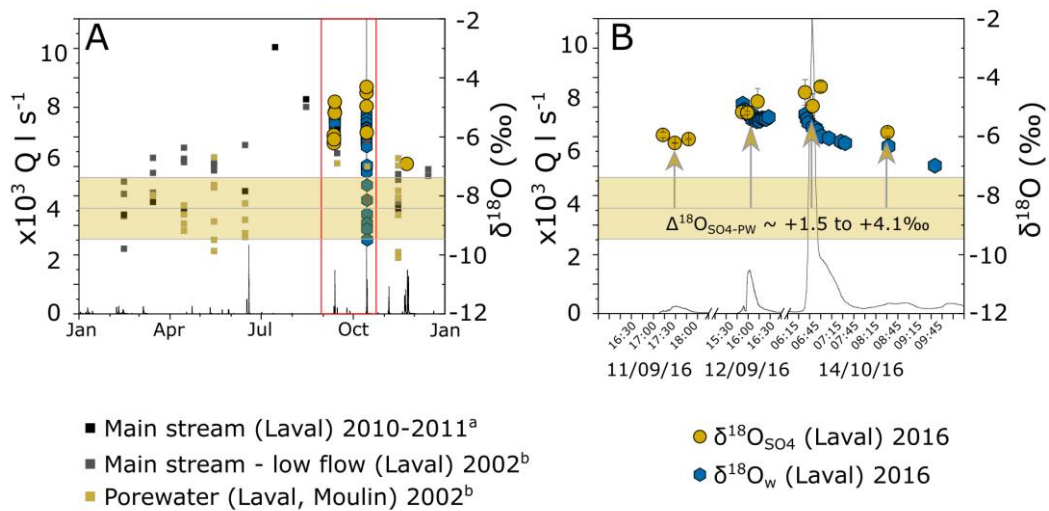 A
B
x10³ Q l s⁻¹
10
8
6
4
2
0
Jan Apr Jul Oct Jan
-2
-4
-6
-8
-10
-12
δ¹⁸O (‰)
x10³ Q l s⁻¹
10
8
6
4
2
0
Δ¹⁸O_SO4-PW ~ +1.5 to +4.1‰
-2
-4
-6
-8
-10
-12
δ¹⁸O (‰)
16:30 17:00 17:30 18:00 15:30 16:00 16:30 06:15 06:45 07:15 07:45 08:15 08:45 09:45
11/09/16 12/09/16 14/10/16
Main stream (Laval) 2010-2011ᵃ
Main stream - low flow (Laval) 2002ᵇ
Porewater (Laval, Moulin) 2002ᵇ
δ¹⁸O_SO4 (Laval) 2016
δ¹⁸O_w (Laval) 2016